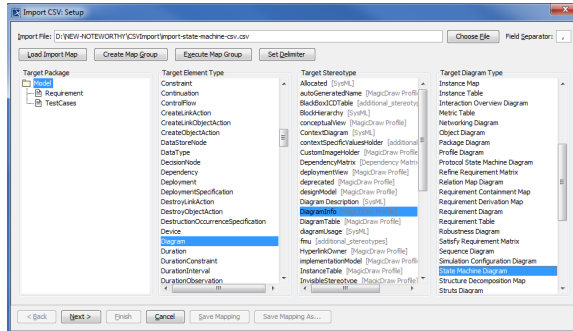 Import CSV: Setup
Import File: D:\NEW-NOTEWORTHY\CSVImport\import-state-machine-csv.csv
Choose File
Field Separator: ,
Load Import Map
Create Map Group
Execute Map Group
Set Delimiter
Target Package
Model
Requirement
TestCases
Target Element Type
Constraint
Continuation
ControlFlow
CreateLinkAction
CreateLinkObjectAction
CreateObjectAction
DataStoreNode
DataType
DecisionNode
Dependency
Deployment
DeploymentSpecification
DestroyLinkAction
DestroyObjectAction
DestructionOccurrenceSpecification
Device
Diagram
Duration
DurationConstraint
DurationInterval
DurationObservation
Target Stereotype
Allocated [SysML]
autoGeneratedName [MagicDraw Profil
BlackBoxICDTable [additional_stereotyp
BlockHierarchy [SysML]
conceptualView [MagicDraw Profile]
ContextDiagram [SysML]
contextSpecificValuesHolder [additional
CustomImageHolder [MagicDraw Profile
DependencyMatrix [Dependency Matrix
deploymentView [MagicDraw Profile]
deprecated [MagicDraw Profile]
designModel [MagicDraw Profile]
Diagram Description [SysML]
DiagramInfo
DiagramTable [MagicDraw Profile]
diagramUsage [SysML]
fmu [additional_stereotypes]
HyperlinkOwner [MagicDraw Profile]
implementationModel [MagicDraw Profile
InstanceTable [MagicDraw Profile]
InvisibleStereotype [MagicDraw Profile]
Target Diagram Type
Instance Map
Instance Table
Interaction Overview Diagram
Metric Table
Networking Diagram
Object Diagram
Package Diagram
Profile Diagram
Protocol State Machine Diagram
Refine Requirement Matrix
Relation Map Diagram
Requirement Containment Map
Requirement Derivation Map
Requirement Diagram
Requirement Table
Robustness Diagram
Satisfy Requirement Matrix
Sequence Diagram
Simulation Configuration Diagram
State Machine Diagram
Structure Decomposition Map
Struts Diagram
< Back
Next >
Finish
Cancel
Save Mapping
Save Mapping As...